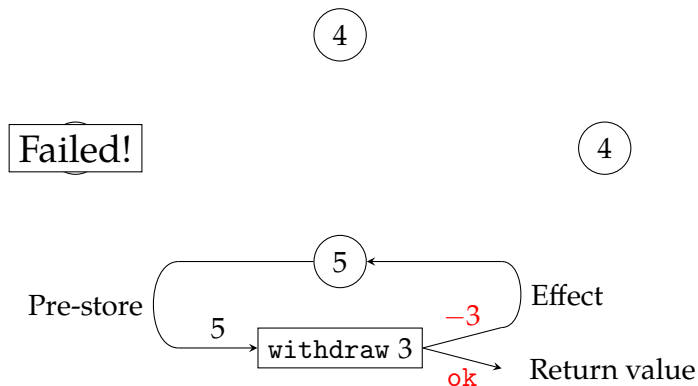 4
Failed!
4
5
Pre-store
Effect
5
−3
withdraw 3
ok
Return value